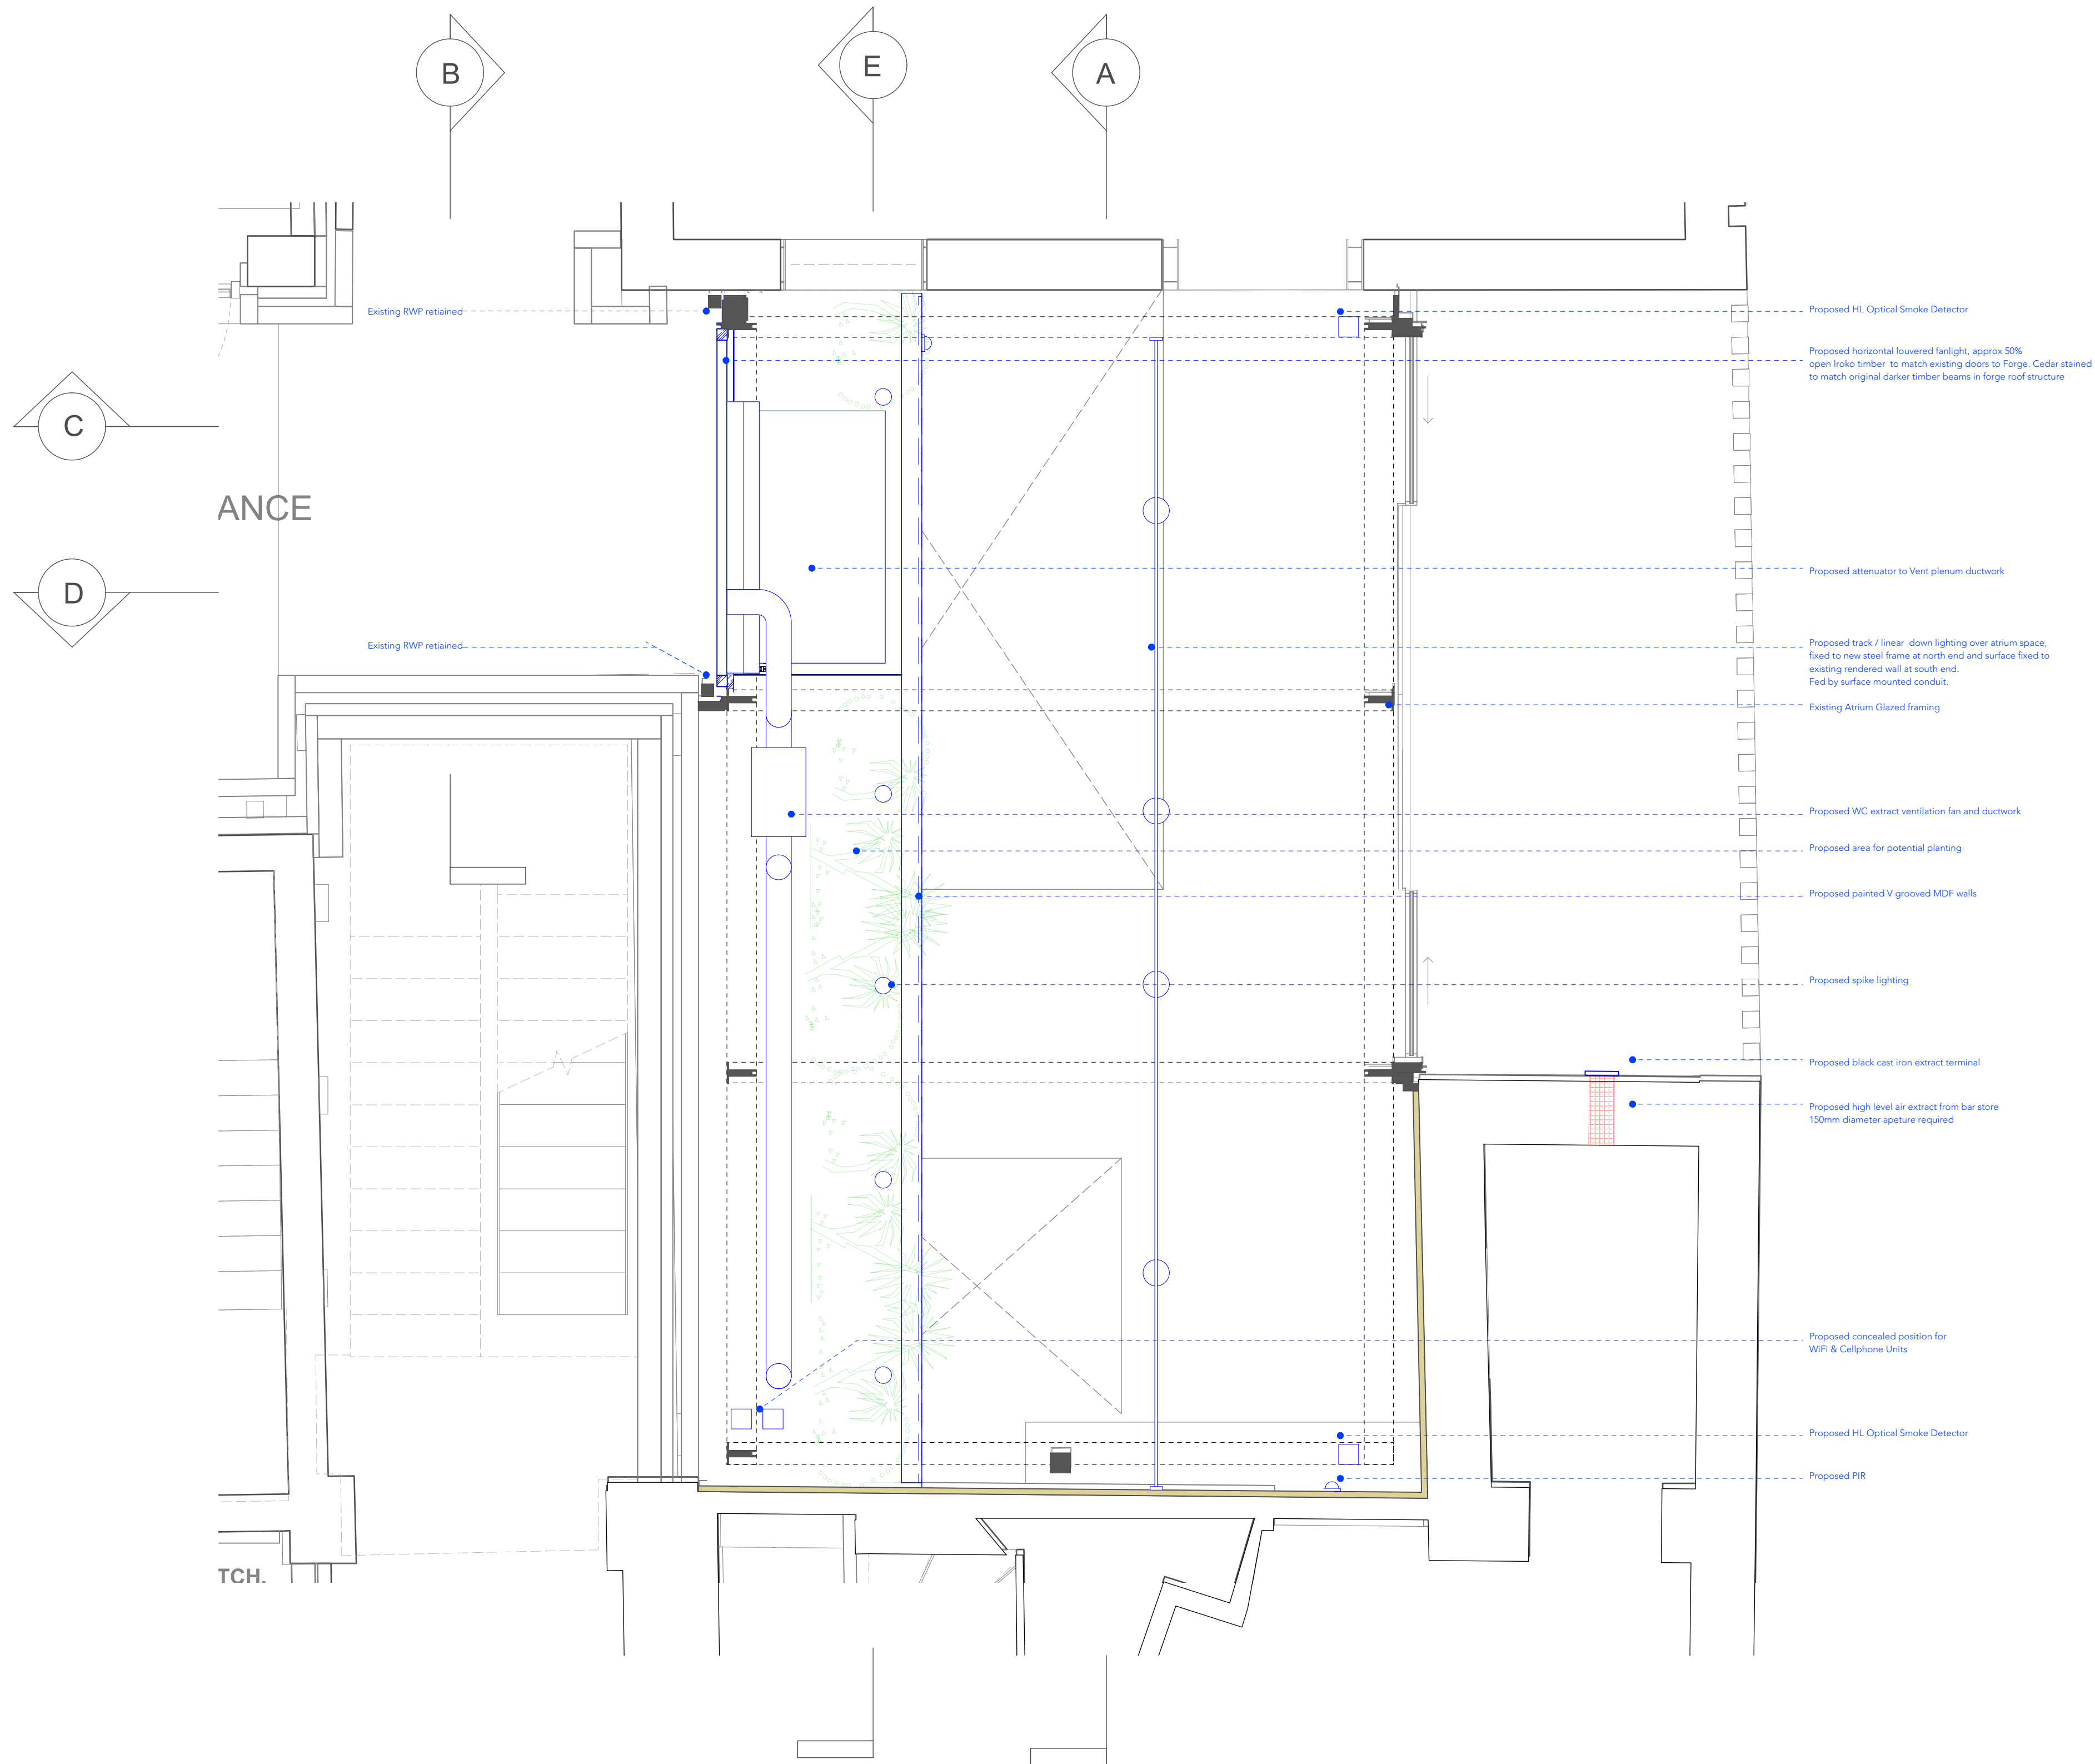 B
E
A
Existing RWP retiained
Proposed HL Optical Smoke Detector
Proposed horizontal louvered fanlight, approx 50%
open Iroko timber to match existing doors to Forge. Cedar stained
to match original darker timber beams in forge roof structure
C
ANCE
Proposed attenuator to Vent plenum ductwork
D
Existing RWP retiained
Proposed track / linear down lighting over atrium space,
fixed to new steel frame at north end and surface fixed to
existing rendered wall at south end.
Fed by surface mounted conduit.
Existing Atrium Glazed framing
Proposed WC extract ventilation fan and ductwork
Proposed area for potential planting
Proposed painted V grooved MDF walls
Proposed spike lighting
Proposed black cast iron extract terminal
Proposed high level air extract from bar store
150mm diameter apeture required
Proposed concealed position for
WiFi & Cellphone Units
Proposed HL Optical Smoke Detector
Proposed PIR
TCH.